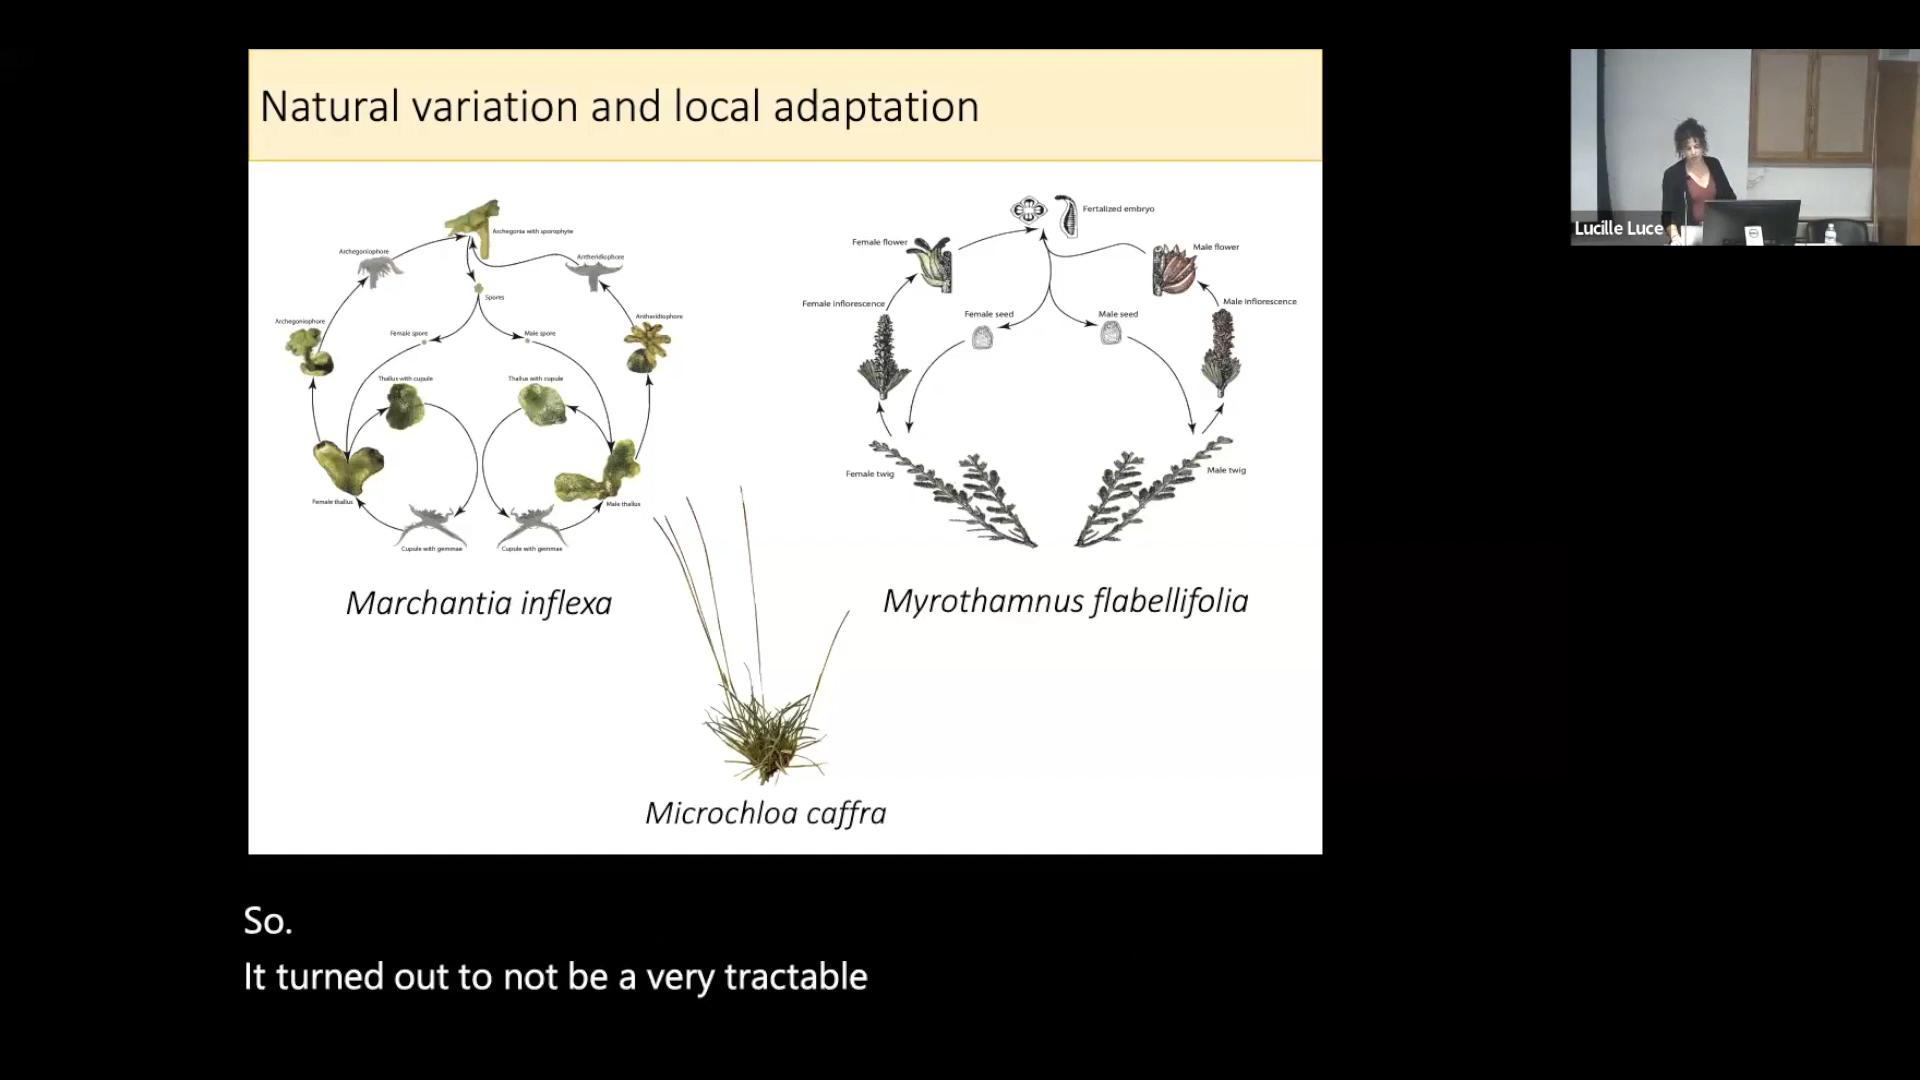 Natural variation and local adaptation
Archegonia with sporophyte
Archegoniophore
Antheridiophore
Spores
Archegoniophore
Antheridiophore
Female spore
Male spore
Thallus with cupule
Thallus with cupule
Female thallus
Male thallus
Cupule with gemmae
Cupule with gemmae
Marchantia inflexa
Fertalized embryo
Female flower
Male flower
Female inflorescence
Male inflorescence
Female seed
Male seed
Female twig
Male twig
Myrothamnus flabellifolia
Microchloa caffra
Lucille Luce
So.
It turned out to not be a very tractable